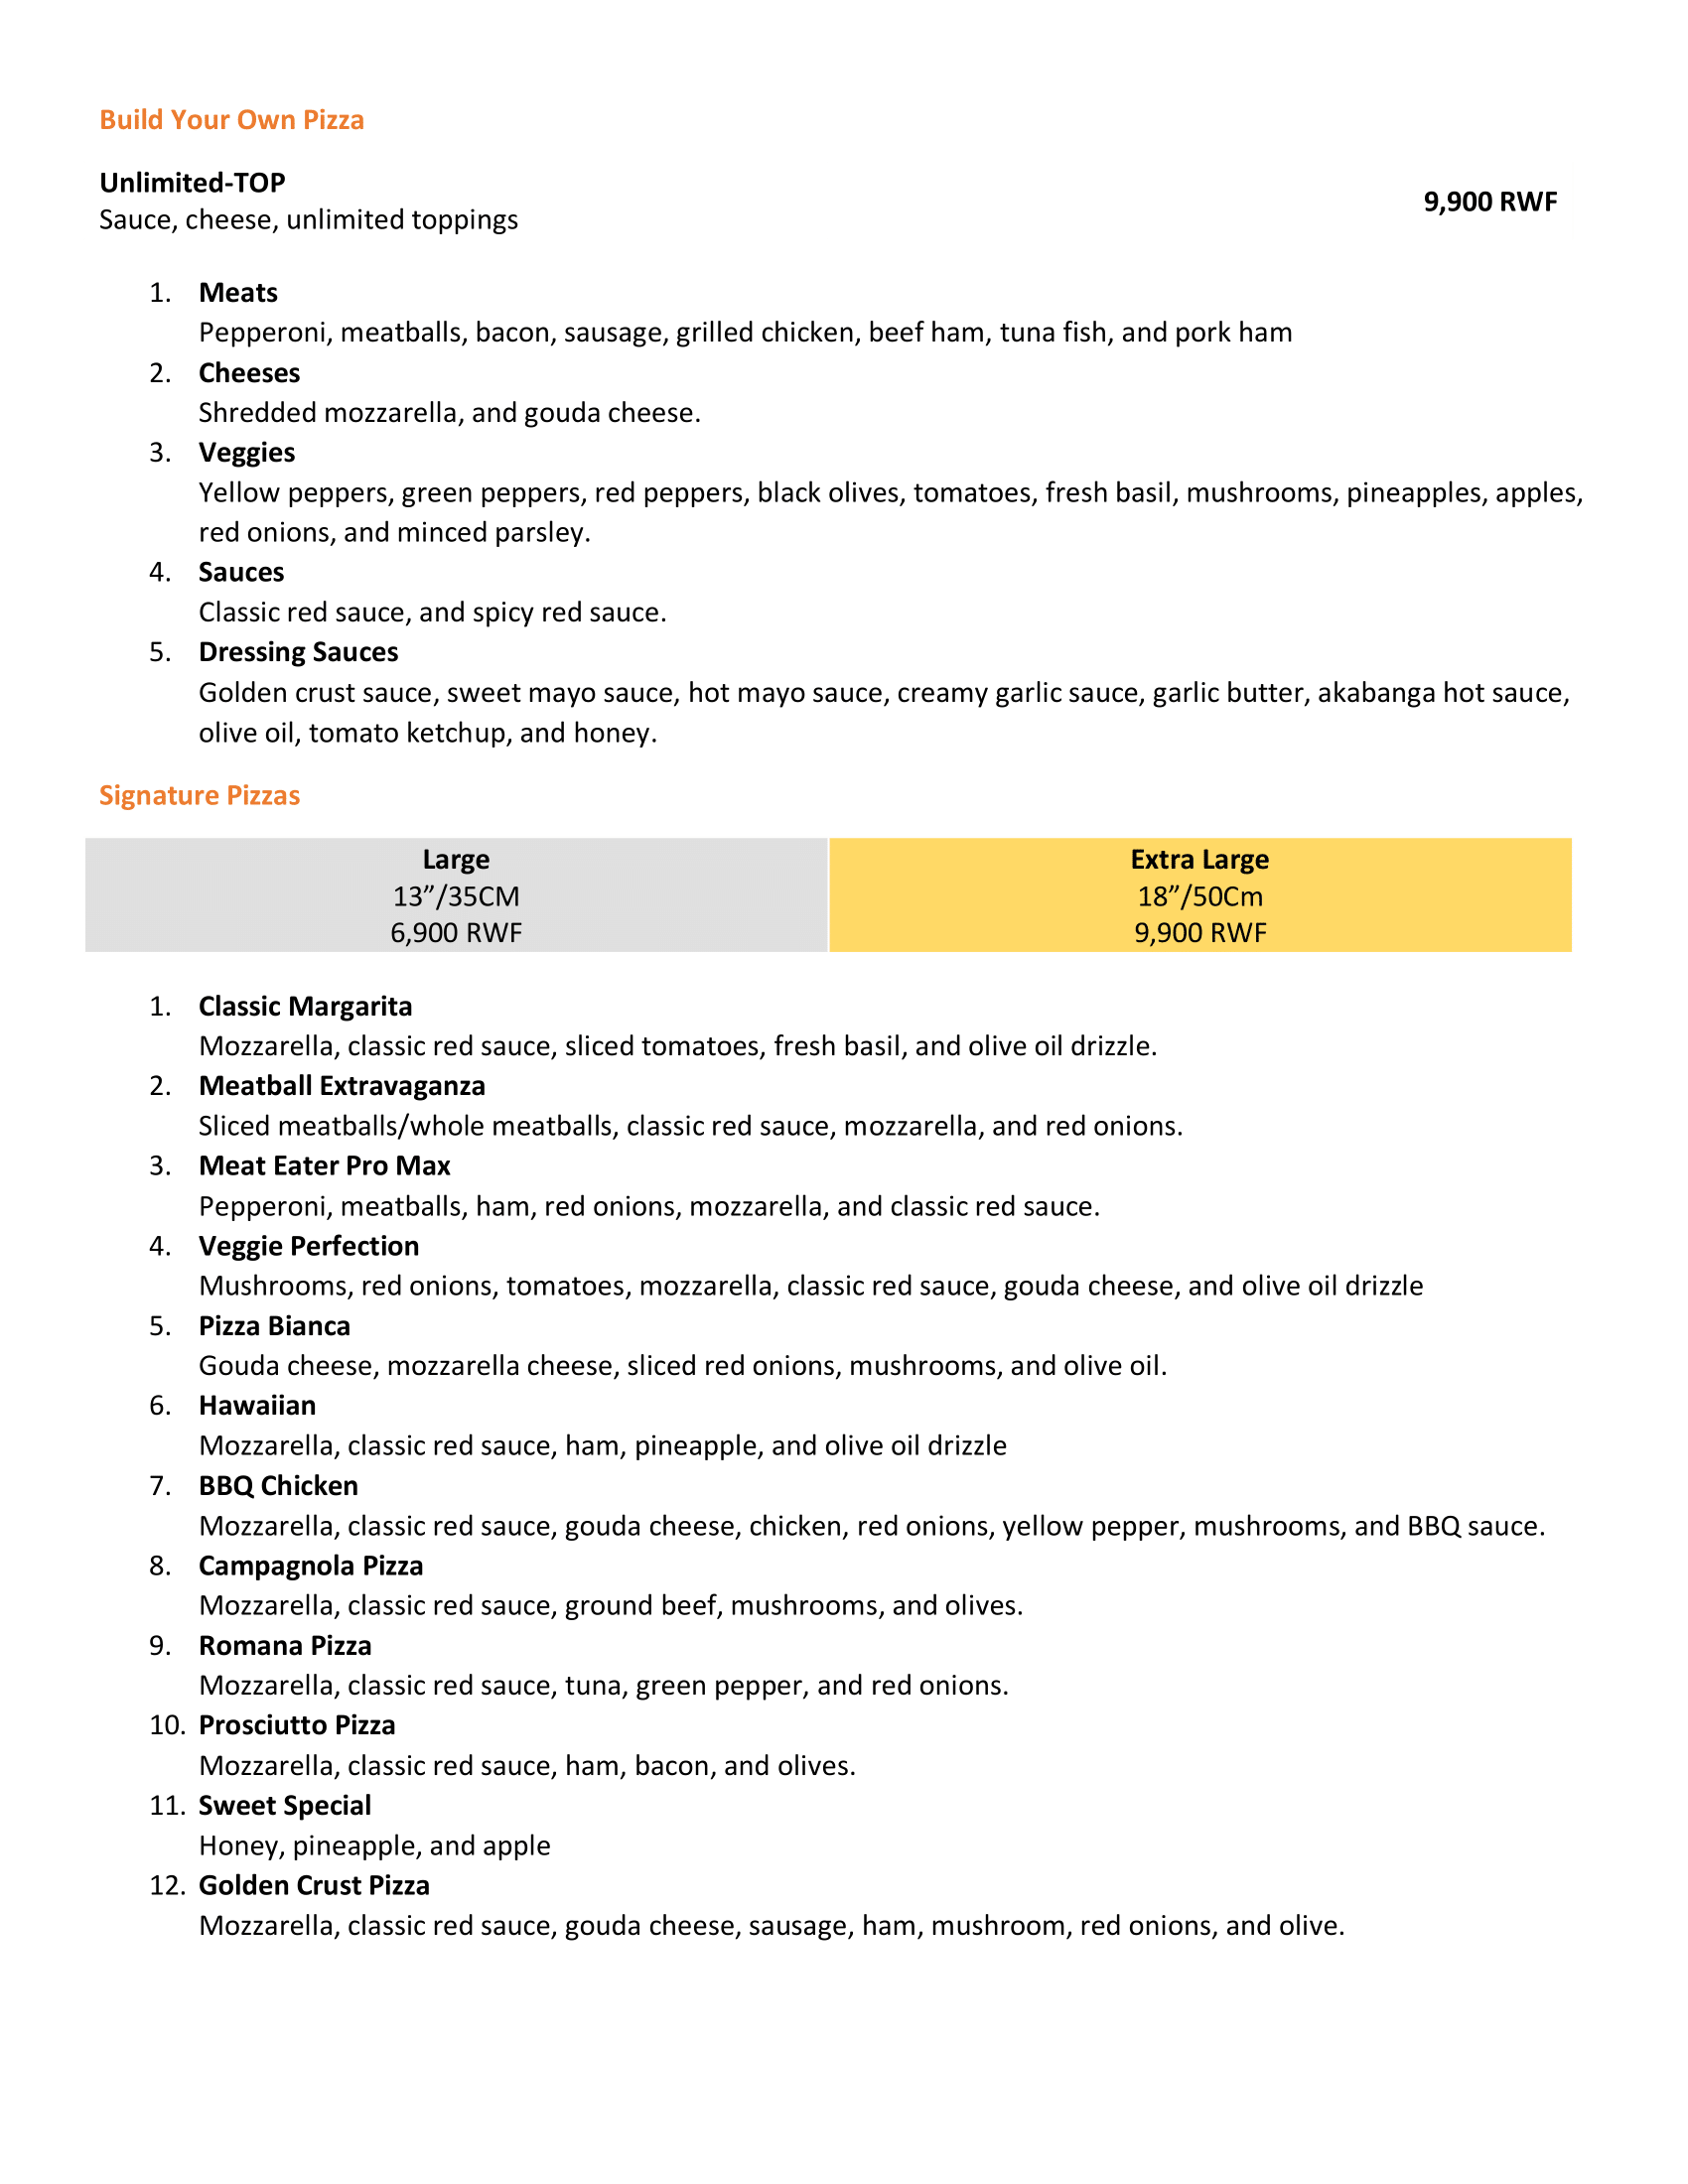 Build Your Own Pizza
Unlimited-TOP
Sauce, cheese, unlimited toppings
9,900 RWF
1. Meats
Pepperoni, meatballs, bacon, sausage, grilled chicken, beef ham, tuna fish, and pork ham
2. Cheeses
Shredded mozzarella, and gouda cheese.
3. Veggies
Yellow peppers, green peppers, red peppers, black olives, tomatoes, fresh basil, mushrooms, pineapples, apples,
red onions, and minced parsley.
4. Sauces
Classic red sauce, and spicy red sauce.
5. Dressing Sauces
Golden crust sauce, sweet mayo sauce, hot mayo sauce, creamy garlic sauce, garlic butter, akabanga hot sauce,
olive oil, tomato ketchup, and honey.
Signature Pizzas
Large
13”/35CM
6,900 RWF
Extra Large
18”/50Cm
9,900 RWF
1. Classic Margarita
Mozzarella, classic red sauce, sliced tomatoes, fresh basil, and olive oil drizzle.
2. Meatball Extravaganza
Sliced meatballs/whole meatballs, classic red sauce, mozzarella, and red onions.
3. Meat Eater Pro Max
Pepperoni, meatballs, ham, red onions, mozzarella, and classic red sauce.
4. Veggie Perfection
Mushrooms, red onions, tomatoes, mozzarella, classic red sauce, gouda cheese, and olive oil drizzle
5. Pizza Bianca
Gouda cheese, mozzarella cheese, sliced red onions, mushrooms, and olive oil.
6. Hawaiian
Mozzarella, classic red sauce, ham, pineapple, and olive oil drizzle
7. BBQ Chicken
Mozzarella, classic red sauce, gouda cheese, chicken, red onions, yellow pepper, mushrooms, and BBQ sauce.
8. Campagnola Pizza
Mozzarella, classic red sauce, ground beef, mushrooms, and olives.
9. Romana Pizza
Mozzarella, classic red sauce, tuna, green pepper, and red onions.
10. Prosciutto Pizza
Mozzarella, classic red sauce, ham, bacon, and olives.
11. Sweet Special
Honey, pineapple, and apple
12. Golden Crust Pizza
Mozzarella, classic red sauce, gouda cheese, sausage, ham, mushroom, red onions, and olive.